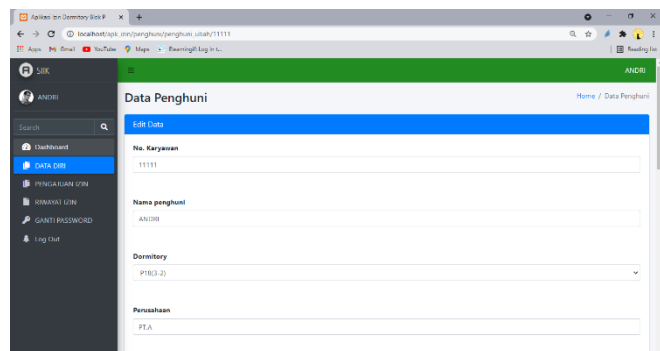 Aplikasi Izin Dormitory Blok P
localhost/apk_izin/penghuni/penghuni_ubah/11111
Apps
Gmail
YouTube
Maps
Reading list
SIIK
ANDRI
ANDRI
Data Penghuni
Home / Data Penghuni
Search
Edit Data
Dashboard
DATA DIRI
PENGAJUAN IZIN
RIWAYAT IZIN
GANTI PASSWORD
Log Out
No. Karyawan
11111
Nama penghuni
ANDRI
Dormitory
P18(3-2)
Perusahaan
PT.A